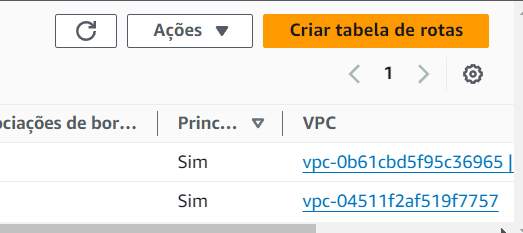 Ações
Criar tabela de rotas
1
ociações de bor... Princ... VPC
Sim vpc-0b61cbd5f95c36965 |
Sim vpc-04511f2af519f7757